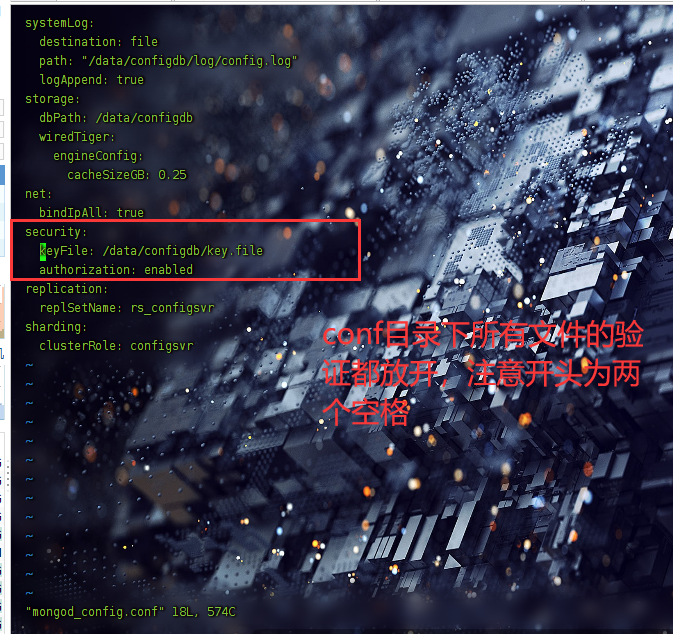 systemLog:
destination: file
path: "/data/configdb/log/config.log"
logAppend: true
storage:
dbPath: /data/configdb
wiredTiger:
engineConfig:
cacheSizeGB: 0.25
net:
bindIpAll: true
security:
keyFile: /data/configdb/key.file
authorization: enabled
replication:
replSetName: rs_configsvr
sharding:
clusterRole: configsvr
conf目录下所有文件的验
证都放开，注意开头为两
个空格
~
~
~
~
~
~
~
~
~
~
~
~
~
"mongod_config.conf" 18L, 574C